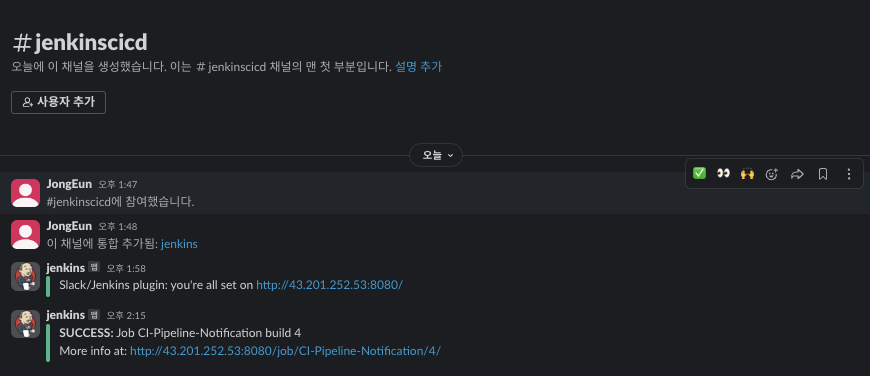 #jenkinscicd
오늘에 이 채널을 생성했습니다. 이는 # jenkinscicd 채널의 맨 첫 부분입니다. 설명 추가
사용자 추가
오늘
JongEun 오후 1:47
#jenkinscicd에 참여했습니다.
JongEun 오후 1:48
이 채널에 통합 추가됨: jenkins
jenkins 앱 오후 1:58
Slack/Jenkins plugin: you're all set on http://43.201.252.53:8080/
jenkins 앱 오후 2:15
SUCCESS: Job CI-Pipeline-Notification build 4
More info at: http://43.201.252.53:8080/job/CI-Pipeline-Notification/4/